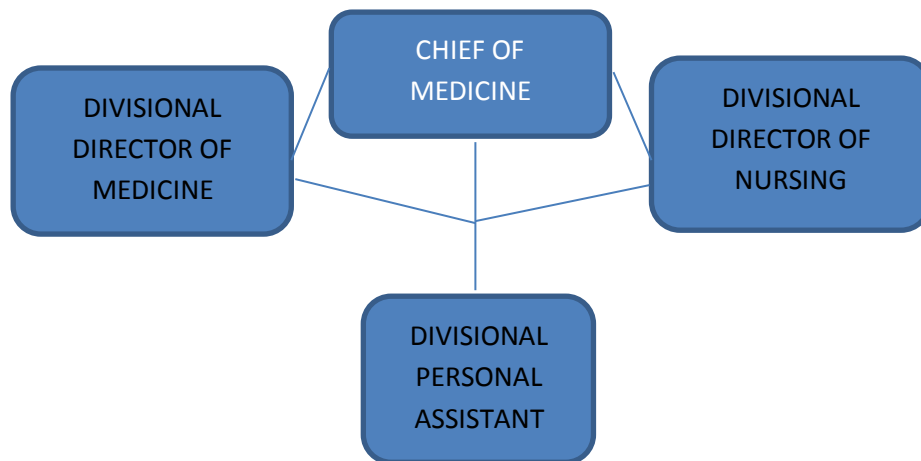 CHIEF OF
MEDICINE
DIVISIONAL
DIRECTOR OF
MEDICINE
DIVISIONAL
DIRECTOR OF
NURSING
DIVISIONAL
PERSONAL
ASSISTANT